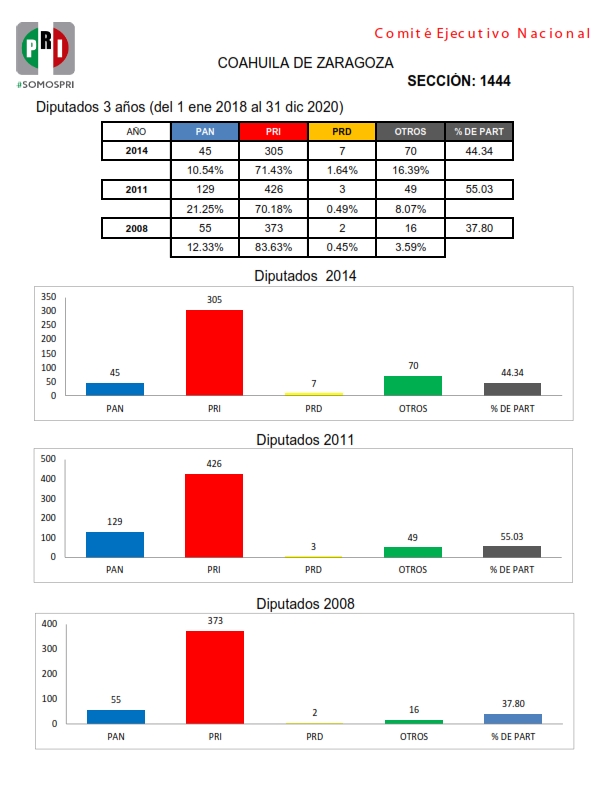 PRI
#SOMOSPRI
Comité Ejecutivo Nacional
COAHUILA DE ZARAGOZA
SECCIÓN: 1444
Diputados 3 años (del 1 ene 2018 al 31 dic 2020)
AÑO PAN PRI PRD OTROS % DE PART
2014 45 305 7 70 44.34
10.54% 71.43% 1.64% 16.39%
2011 129 426 3 49 55.03
21.25% 70.18% 0.49% 8.07%
2008 55 373 2 16 37.80
12.33% 83.63% 0.45% 3.59%
Diputados 2014
350
300
250
200
150
100
50
0
45 305 7 70 44.34
PAN PRI PRD OTROS % DE PART
Diputados 2011
500
400
300
200
100
0
129 426 3 49 55.03
PAN PRI PRD OTROS % DE PART
Diputados 2008
400
300
200
100
0
55 373 2 16 37.80
PAN PRI PRD OTROS % DE PART